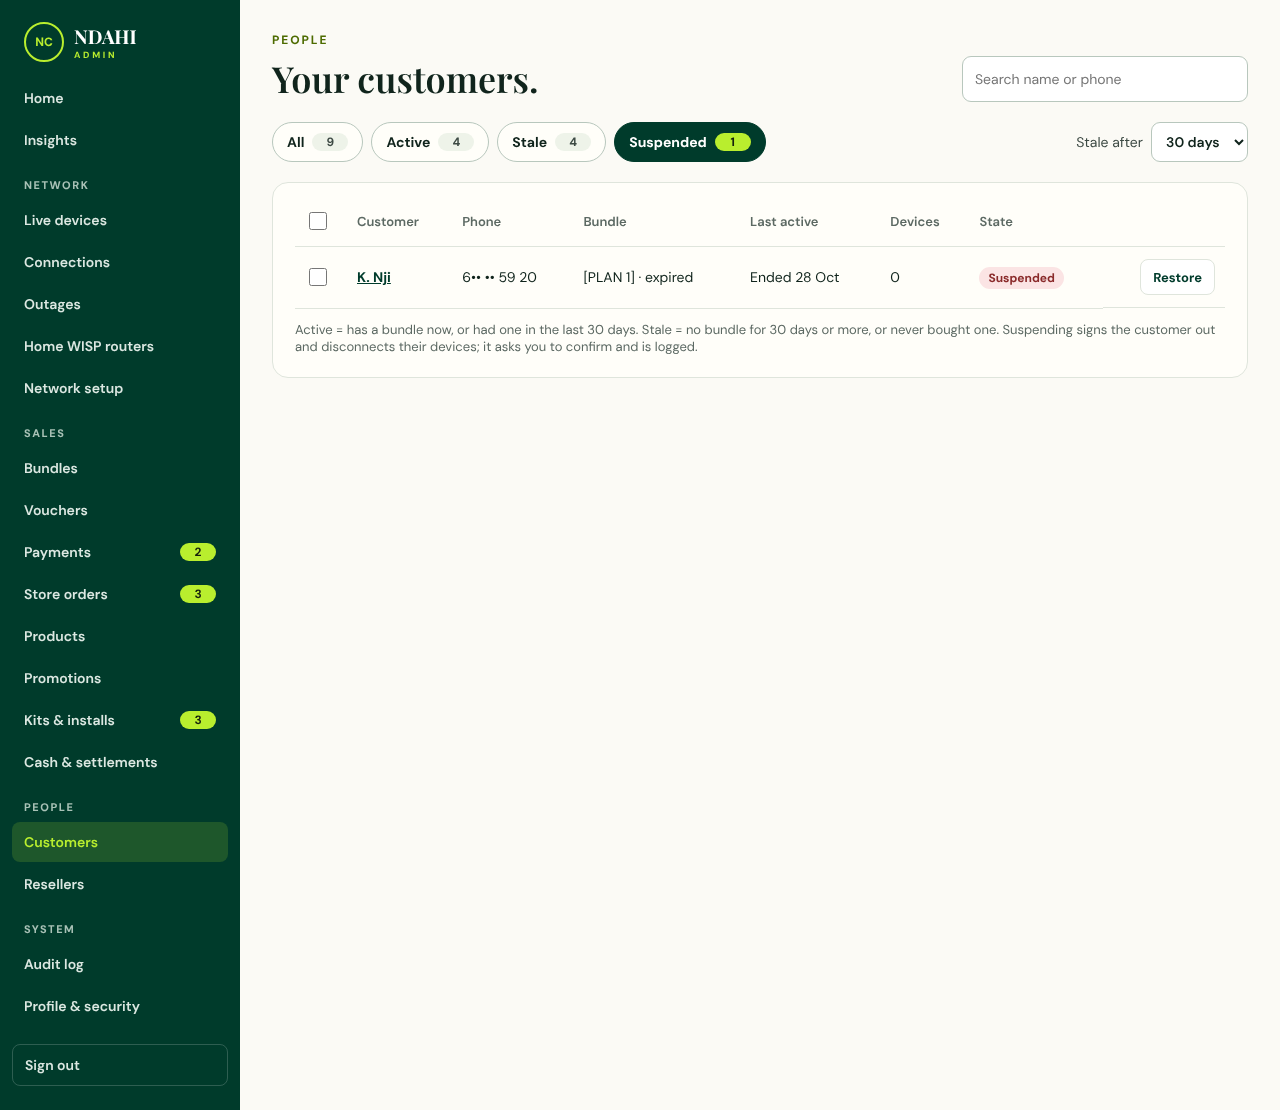 NC
NDAHI
ADMIN
Home
Insights
NETWORK
Live devices
Connections
Outages
Home WISP routers
Network setup
SALES
Bundles
Vouchers
Payments 2
Store orders 3
Products
Promotions
Kits & installs 3
Cash & settlements
PEOPLE
Customers
Resellers
SYSTEM
Audit log
Profile & security
Sign out
PEOPLE
Your customers.
Search name or phone
All 9 Active 4 Stale 4 Suspended 1 Stale after 30 days
Customer Phone Bundle Last active Devices State
K. Nji 6•• •• 59 20 [PLAN 1] · expired Ended 28 Oct 0 Suspended Restore
Active = has a bundle now, or had one in the last 30 days. Stale = no bundle for 30 days or more, or never bought one. Suspending signs the customer out
and disconnects their devices; it asks you to confirm and is logged.